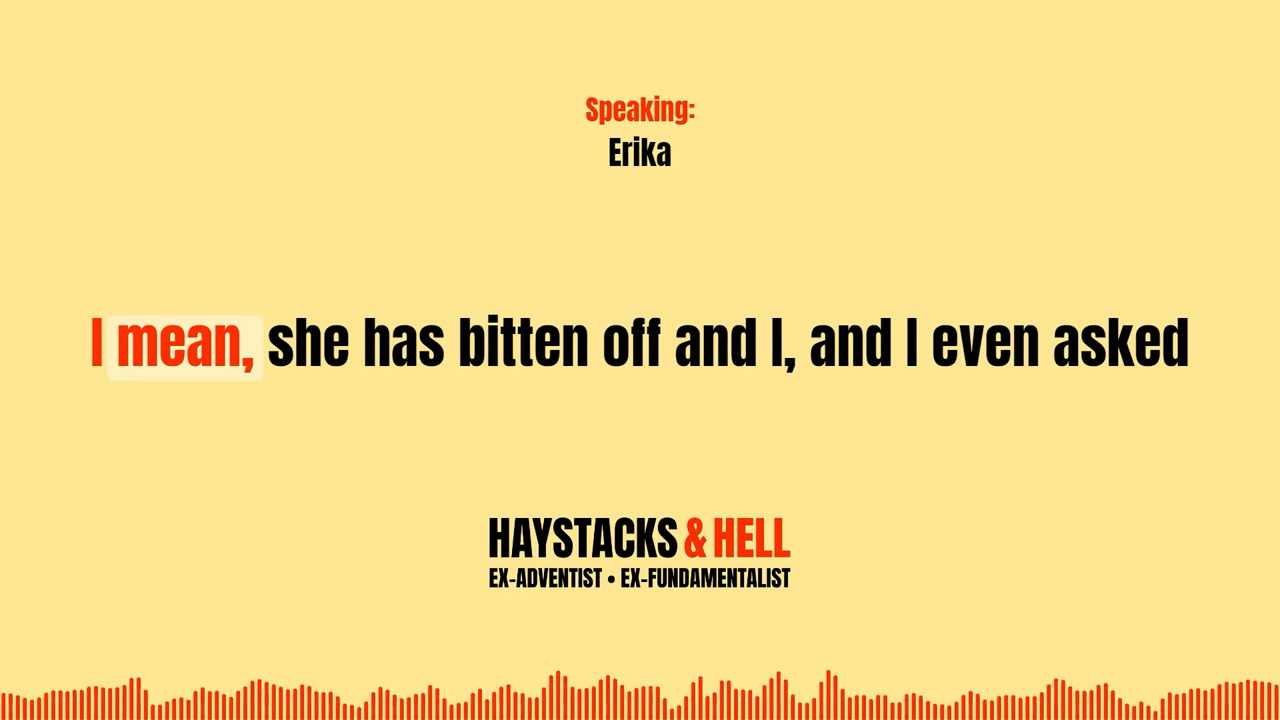 Speaking:
Erika
I mean, she has bitten off and I, and I even asked
HAYSTACKS & HELL
EX-ADVENTIST • EX-FUNDAMENTALIST